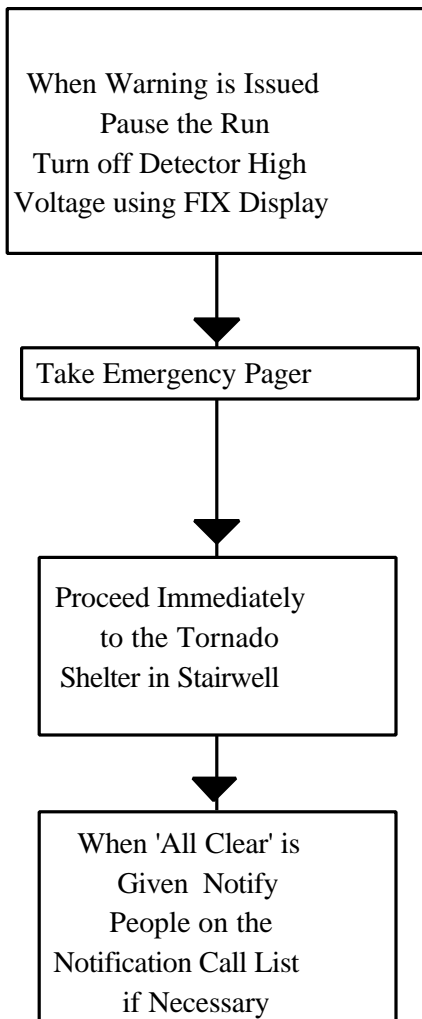 When Warning is Issued
Pause the Run
Turn off Detector High
Voltage using FIX Display
Take Emergency Pager
Proceed Immediately
to the Tornado
Shelter in Stairwell
When 'All Clear' is
Given Notify
People on the
Notification Call List
if Necessary